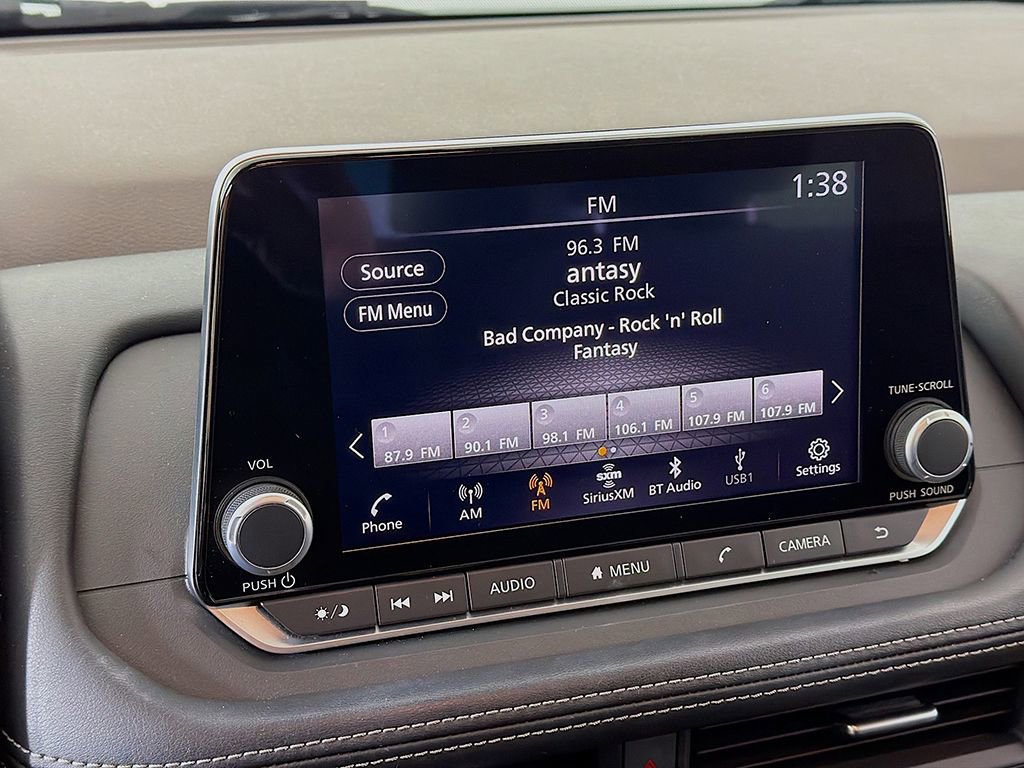 1:38
FM
96.3 FM
antasy
Classic Rock
Source
FM Menu
Bad Company - Rock 'n' Roll
Fantasy
1 2 3 4 5 6
87.9 FM 90.1 FM 98.1 FM 106.1 FM 107.9 FM 107.9 FM
Phone AM FM sxm SiriusXM BT Audio USB1 Settings
VOL
PUSH
TUNE·SCROLL
PUSH SOUND
AUDIO MENU CAMERA